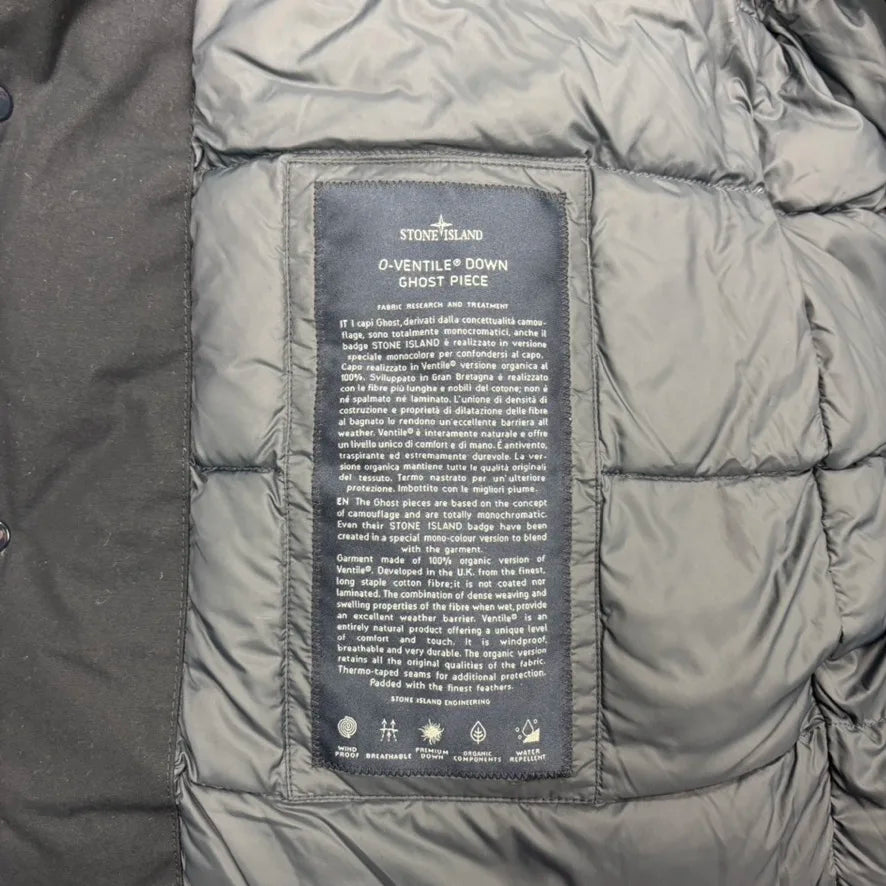 STONE ISLAND
O-VENTILE® DOWN
GHOST PIECE
FABRIC RESEARCH AND TREATMENT
IT I capi Ghost, derivati dalla concettualità camou-
flage, sono totalmente monocromatici, anche il
badge STONE ISLAND è realizzato in versione
speciale monocolore per confondersi al capo.
Capo realizzato in Ventile® versione organica al
100%. Sviluppato in Gran Bretagna è realizzato
con le fibre più lunghe e nobili del cotone; non è
né spalmato né laminato. L'unione di densità di
costruzione e proprietà di dilatazione delle fibre
al bagnato lo rendono un'eccellente barriera all
weather. Ventile® è interamente naturale e offre
un livello unico di comfort e di mano. È antivento,
traspirante ed estremamente durevole. La ver-
sione organica mantiene tutte le qualità originali
del tessuto. Termo nastrato per un'ulteriore
protezione. Imbottito con le migliori piume.
EN The Ghost pieces are based on the concept
of camouflage and are totally monochromatic.
Even their STONE ISLAND badge have been
created in a special mono-colour version to blend
with the garment.
Garment made of 100% organic version of
Ventile®. Developed in the U.K. from the finest,
long staple cotton fibre; it is not coated nor
laminated. The combination of dense weaving and
swelling properties of the fibre when wet, provide
an excellent weather barrier. Ventile® is an
entirely natural product offering a unique level
of comfort and touch. It is windproof,
breathable and very durable. The organic version
retains all the original qualities of the fabric.
Thermo-taped seams for additional protection.
Padded with the finest feathers.
STONE ISLAND ENGINEERING
WIND PROOF
BREATHABLE
PREMIUM DOWN
ORGANIC COMPONENTS
WATER REPELLENT